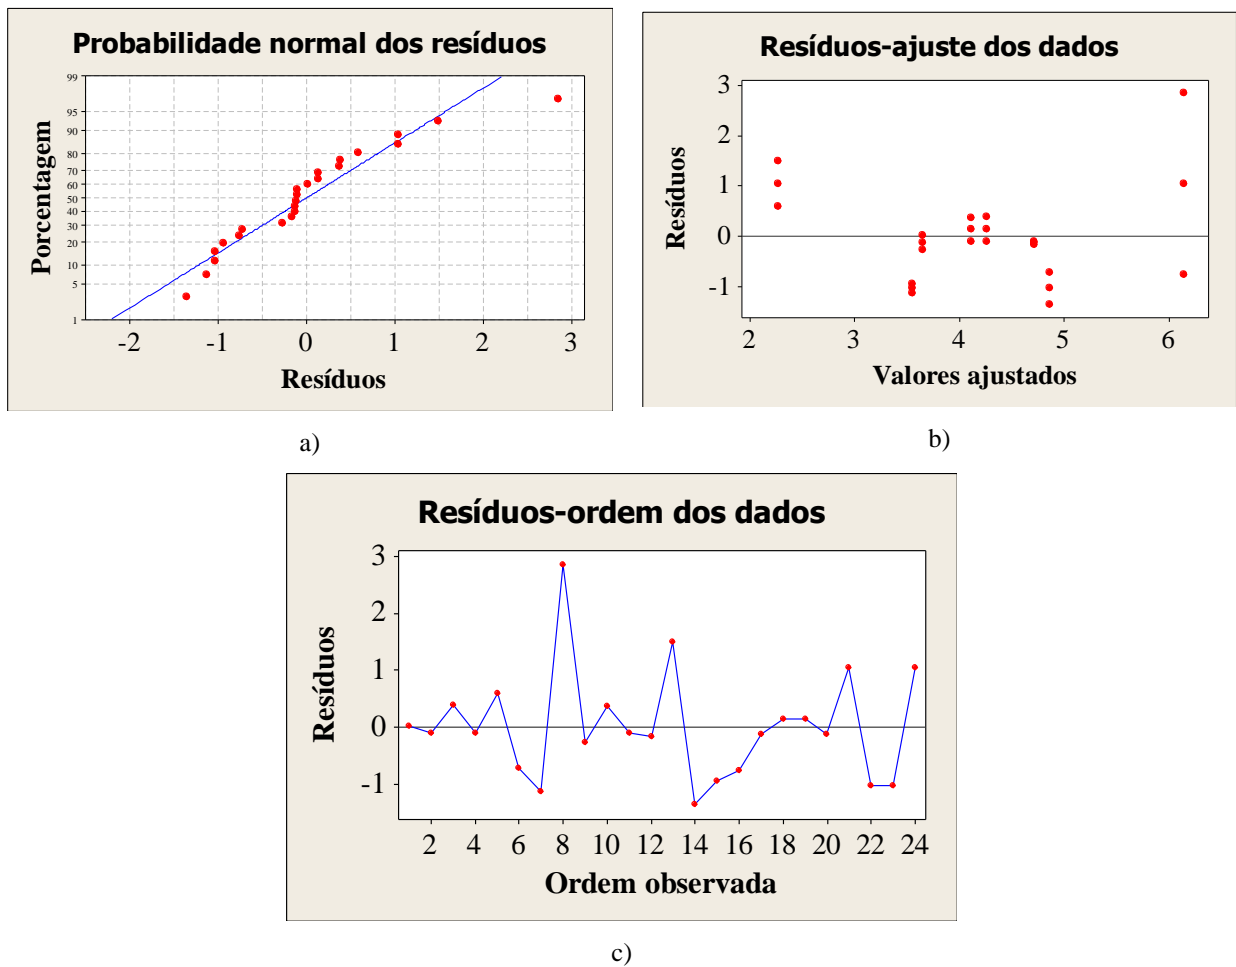 Probabilidade normal dos resíduos
99
95
90
80
70
60
50
40
30
20
10
5
1
Porcentagem
-2 -1 0 1 2 3
Resíduos
a)
Resíduos-ajuste dos dados
3
2
1
0
-1
Resíduos
2 3 4 5 6
Valores ajustados
b)
Resíduos-ordem dos dados
3
2
1
0
-1
Resíduos
2 4 6 8 10 12 14 16 18 20 22 24
Ordem observada
c)